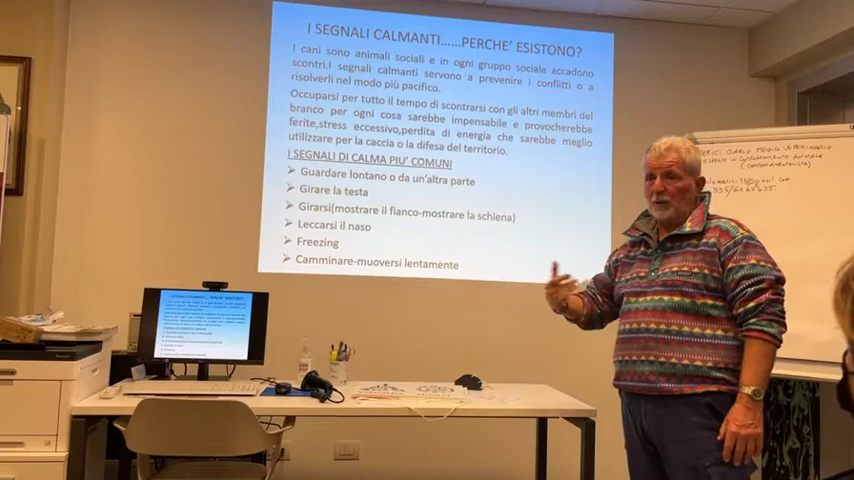 I SEGNALI CALMANTI......PERCHE' ESISTONO?
I cani sono animali sociali e in ogni gruppo sociale accadono
scontri.I segnali calmanti servono a prevenire i conflitti o a
risolverli nel modo più pacifico.
Occuparsi per tutto il tempo di scontrarsi con gli altri membri del
branco per ogni cosa sarebbe impensabile e provocherebbe
ferite,stress eccessivo,perdita di energia che sarebbe meglio
utilizzare per la caccia o la difesa del territorio.
I SEGNALI DI CALMA PIU' COMUNI
Guardare lontano o da un'altra parte
Girare la testa
Girarsi(mostrare il fianco-mostrare la schiena)
Leccarsi il naso
Freezing
Camminare-muoversi lentamente
CARLO MEDICO VETERINARIO